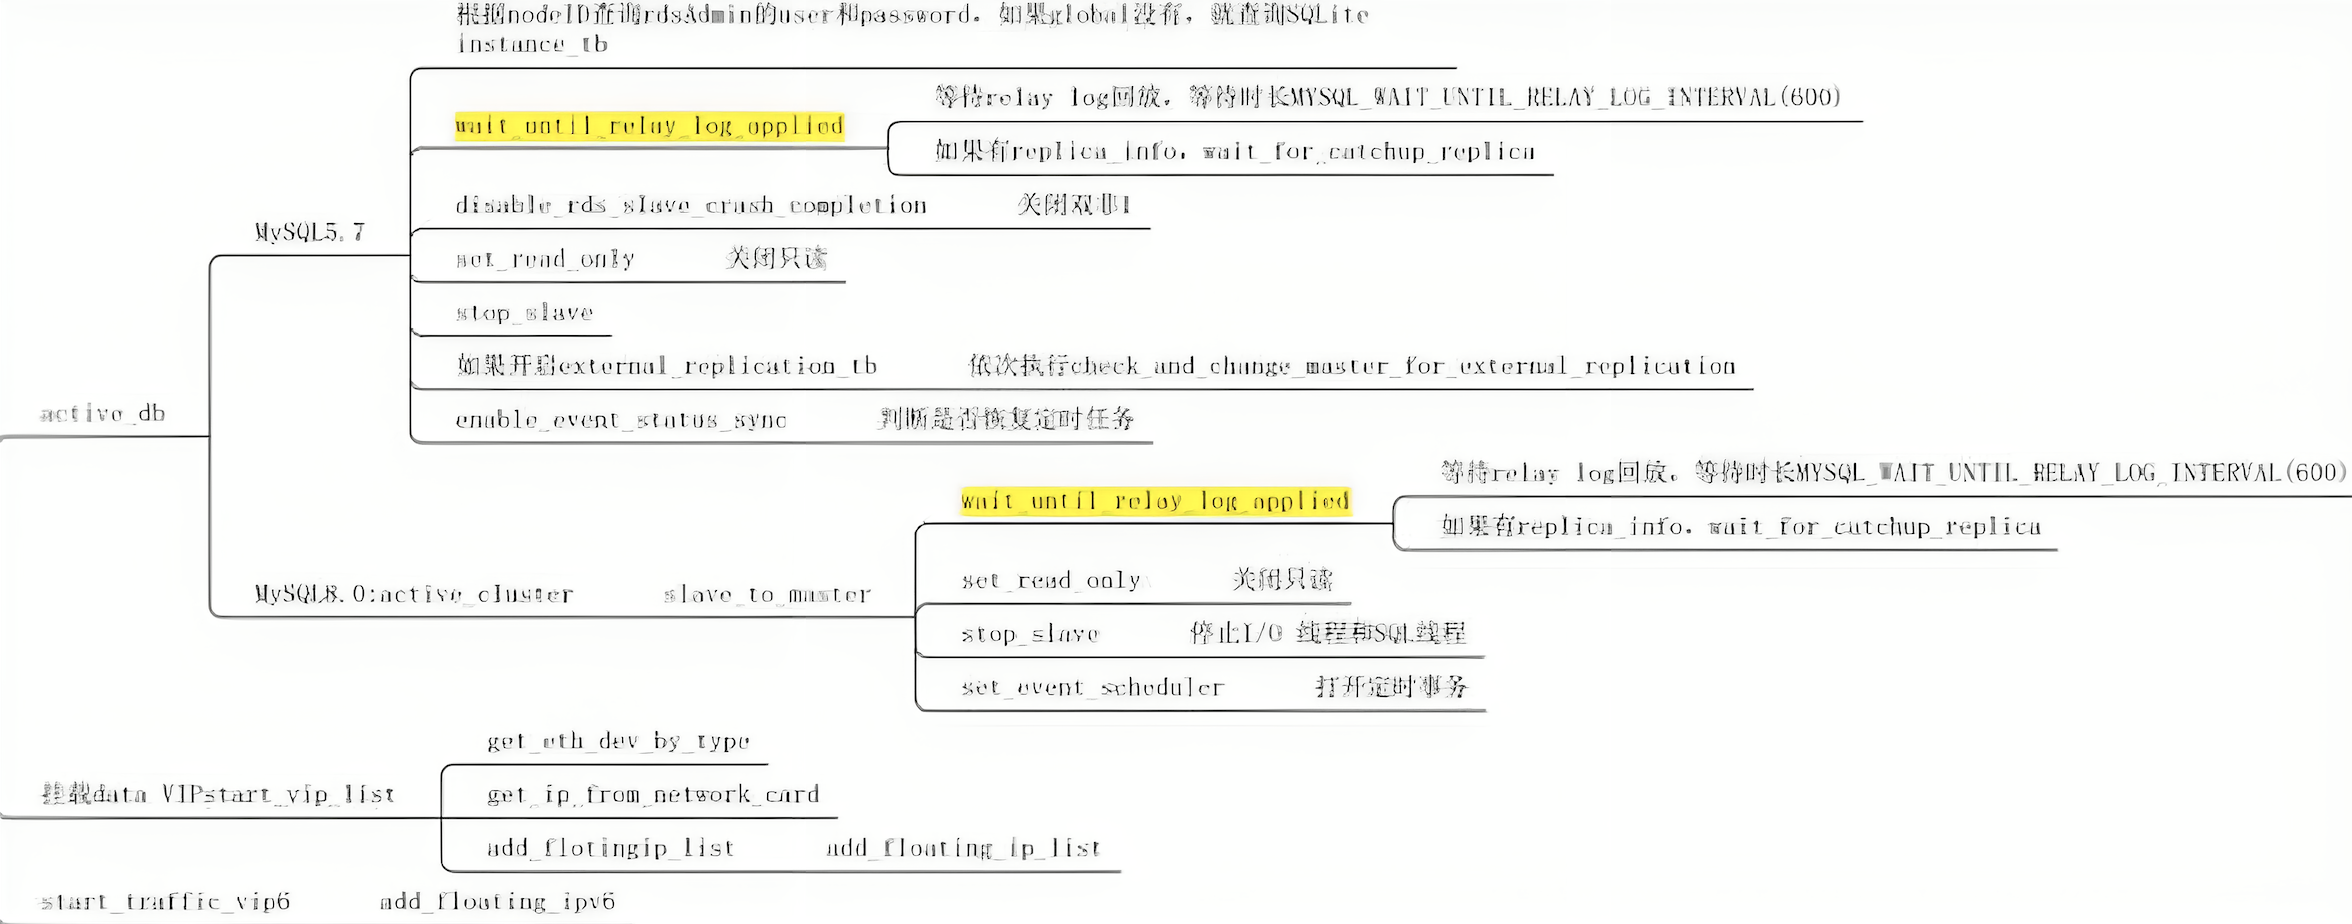 根据nodeID查询rdsAdmin的user和password。如果global没有，就查询SQLite
instance_tb
等待relay log回放，等待时长MYSQL_WAIT_UNTIL_RELAY_LOG_INTERVAL(600)
wait_until_relay_log_applied
如果有replica_info。wait_for_catchup_replica
disable_rds_slave_crash_completion 关闭双非1
MySQL5.7
set_read_only 关闭只读
stop_slave
如果开启external_replication_tb 依次执行check_and_change_master_for_external_replication
active_db
enable_event_status_sync 判断是否恢复定时任务
等待relay log回放。等待时长MYSQL_WAIT_UNTIL_RELAY_LOG_INTERVAL(600)
wait_until_relay_log_applied
如果有replica_info。wait_for_catchup_replica
set_read_only 关闭只读
MySQL8.0:active_cluster slave_to_master
stop_slave 停止I/O 线程和SQL线程
set_event_scheduler 打开定时事务
get_eth_dev_by_type
挂载data VIPstart_vip_list
get_ip_from_network_card
add_flotingip_list add_floating_ip_list
start_traffic_vip6 add_floating_ipv6